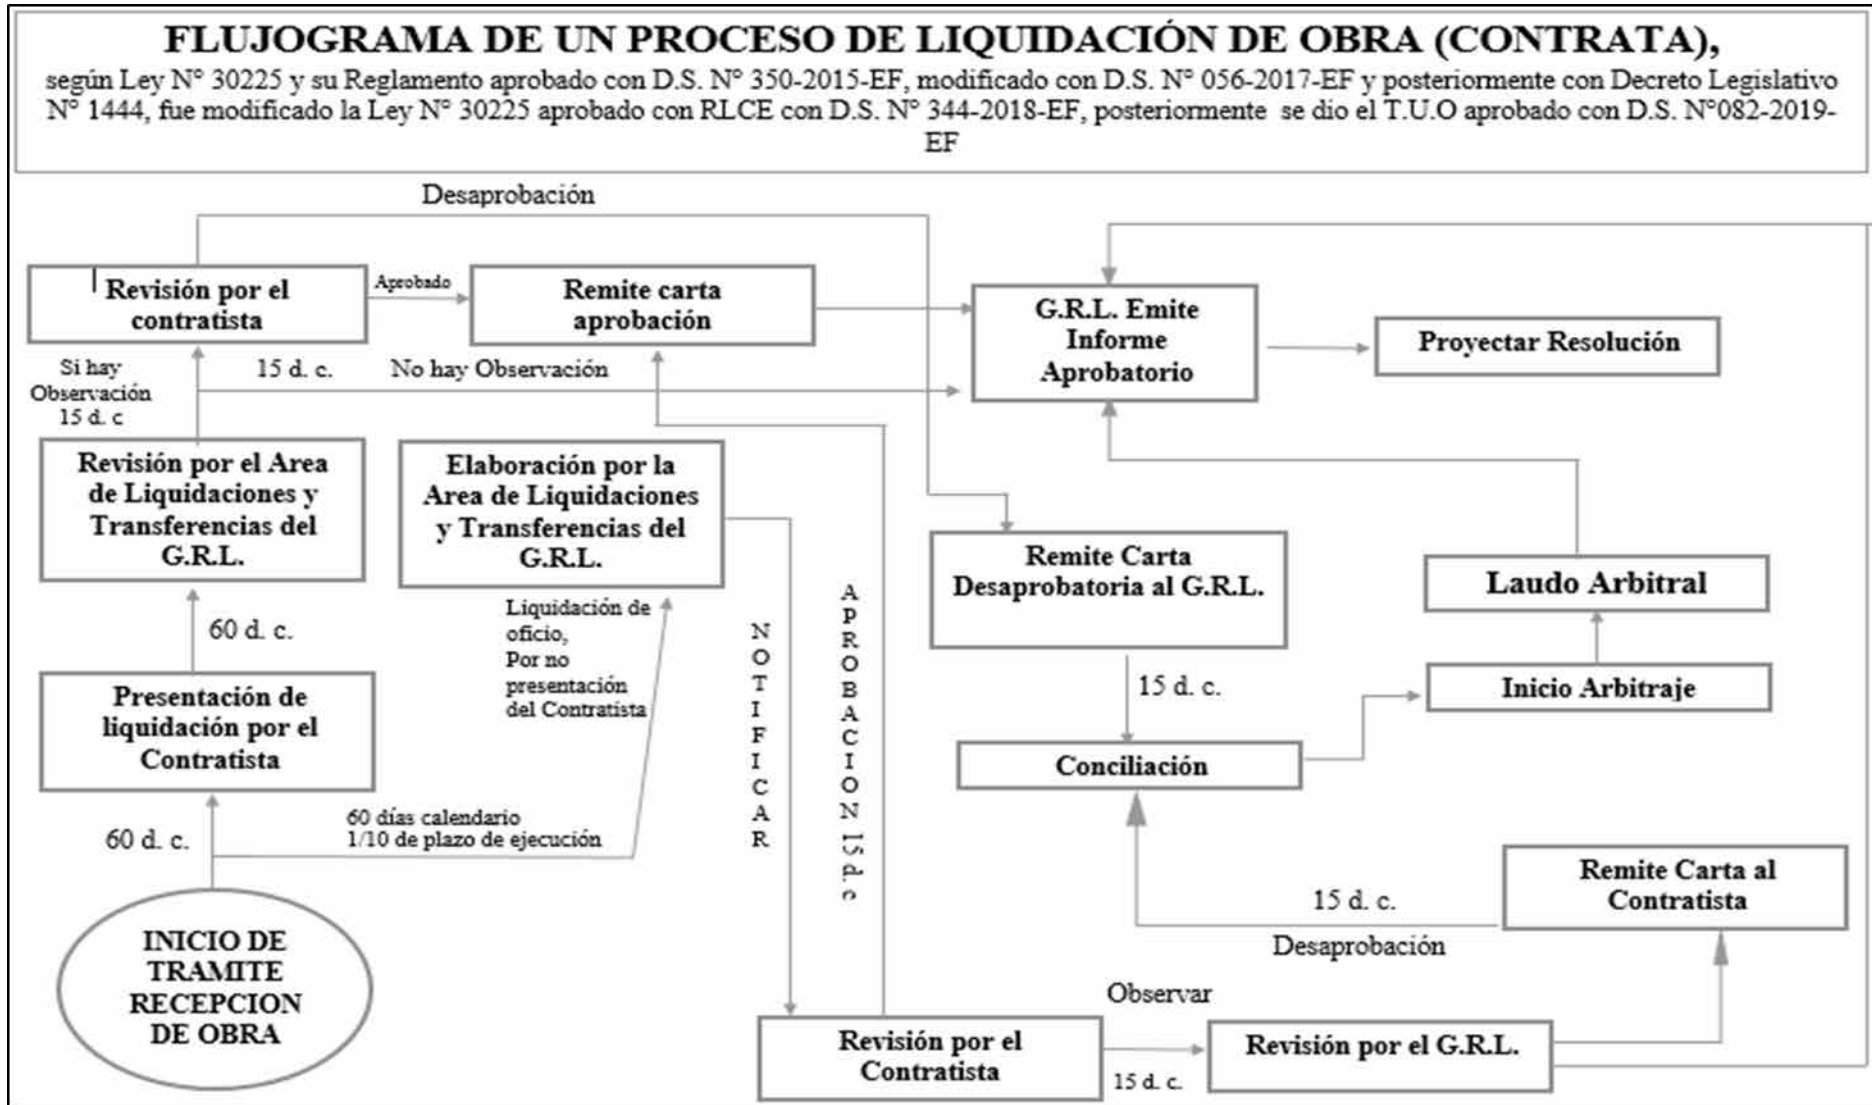 FLUJOGRAMA DE UN PROCESO DE LIQUIDACIÓN DE OBRA (CONTRATA),
según Ley N° 30225 y su Reglamento aprobado con D.S. N° 350-2015-EF, modificado con D.S. N° 056-2017-EF y posteriormente con Decreto Legislativo
N° 1444, fue modificado la Ley N° 30225 aprobado con RLCE con D.S. N° 344-2018-EF, posteriormente se dio el T.U.O aprobado con D.S. N°082-2019-
EF
Desaprobación
Revisión por el
contratista
Aprobado
Remite carta
aprobación
G.R.L. Emite
Informe
Aprobatorio
Proyectar Resolución
Si hay
Observación
15 d. c
15 d. c.
No hay Observación
Revisión por el Area
de Liquidaciones y
Transferencias del
G.R.L.
Elaboración por la
Area de Liquidaciones
y Transferencias del
G.R.L.
Remite Carta
Desaprobatoria al G.R.L.
Laudo Arbitral
60 d. c.
Liquidación de
oficio,
Por no
presentación
del Contratista
NOTIFICAR
APROBACION 15 d. c
15 d. c.
Inicio Arbitraje
Presentación de
liquidación por el
Contratista
Conciliación
60 d. c.
60 días calendario
1/10 de plazo de ejecución
Remite Carta al
Contratista
15 d. c.
Desaprobación
INICIO DE
TRAMITE
RECEPCION
DE OBRA
Observar
Revisión por el
Contratista
15 d. c.
Revisión por el G.R.L.